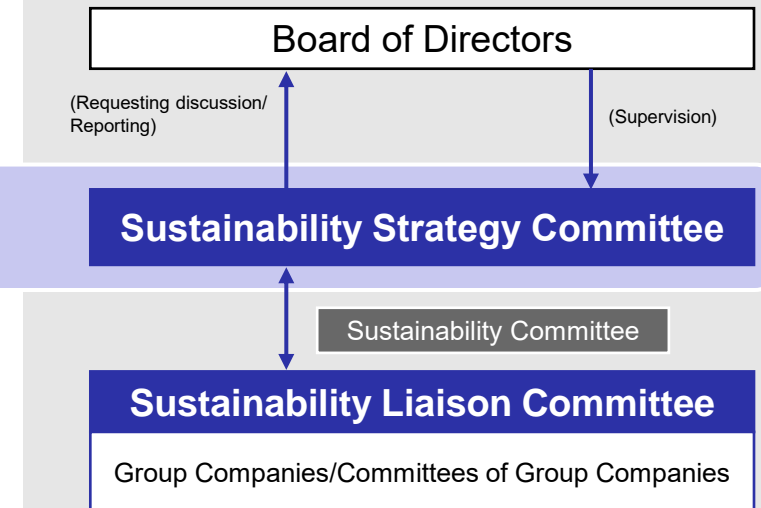 Board of Directors
(Requesting discussion/
Reporting)
(Supervision)
Sustainability Strategy Committee
Sustainability Committee
Sustainability Liaison Committee
Group Companies/Committees of Group Companies